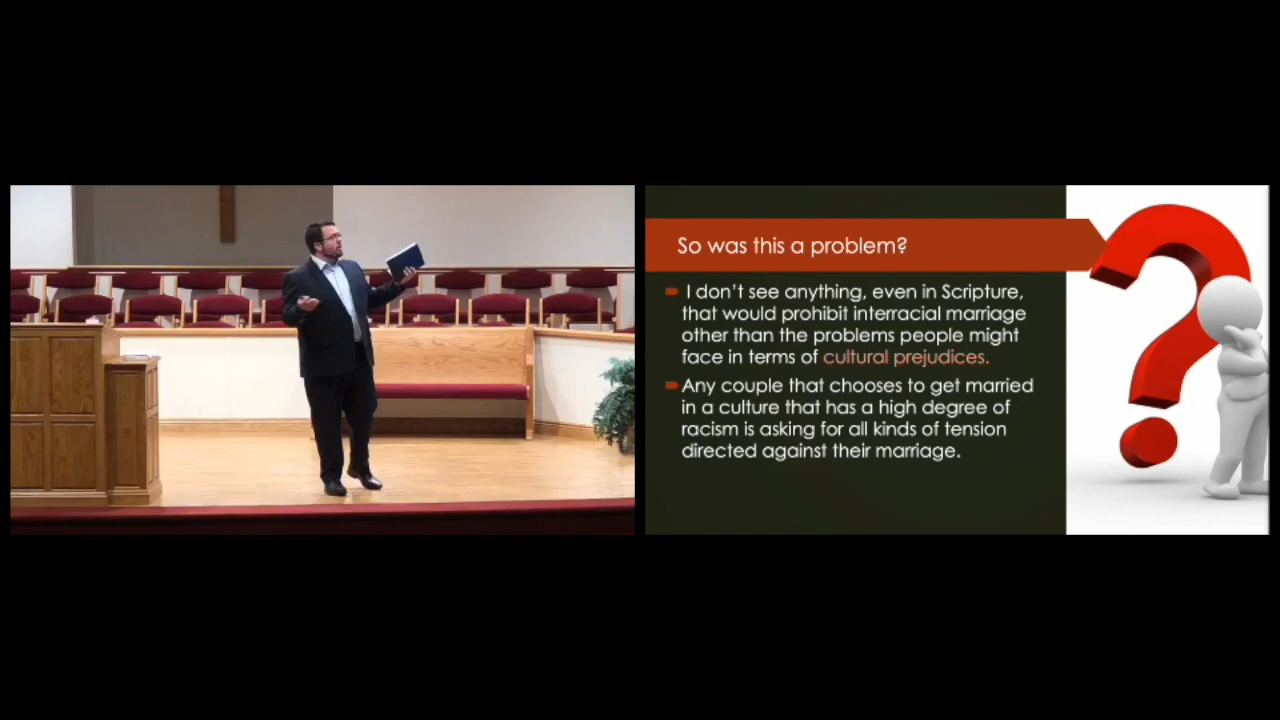 So was this a problem?
I don't see anything, even in Scripture,
that would prohibit interracial marriage
other than the problems people might
face in terms of cultural prejudices.
Any couple that chooses to get married
in a culture that has a high degree of
racism is asking for all kinds of tension
directed against their marriage.